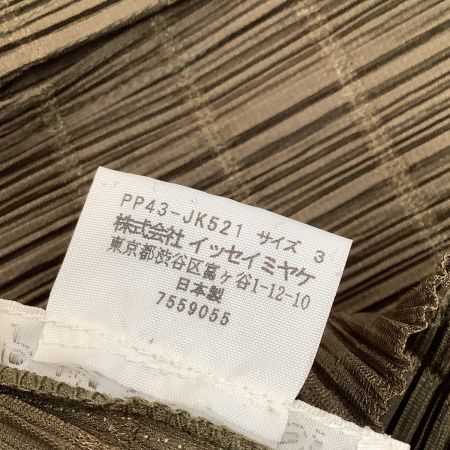 PP43-JK521 サイズ 3
株式会社 イッセイミヤケ
東京都渋谷区富ヶ谷1-12-10
日本製
7559055